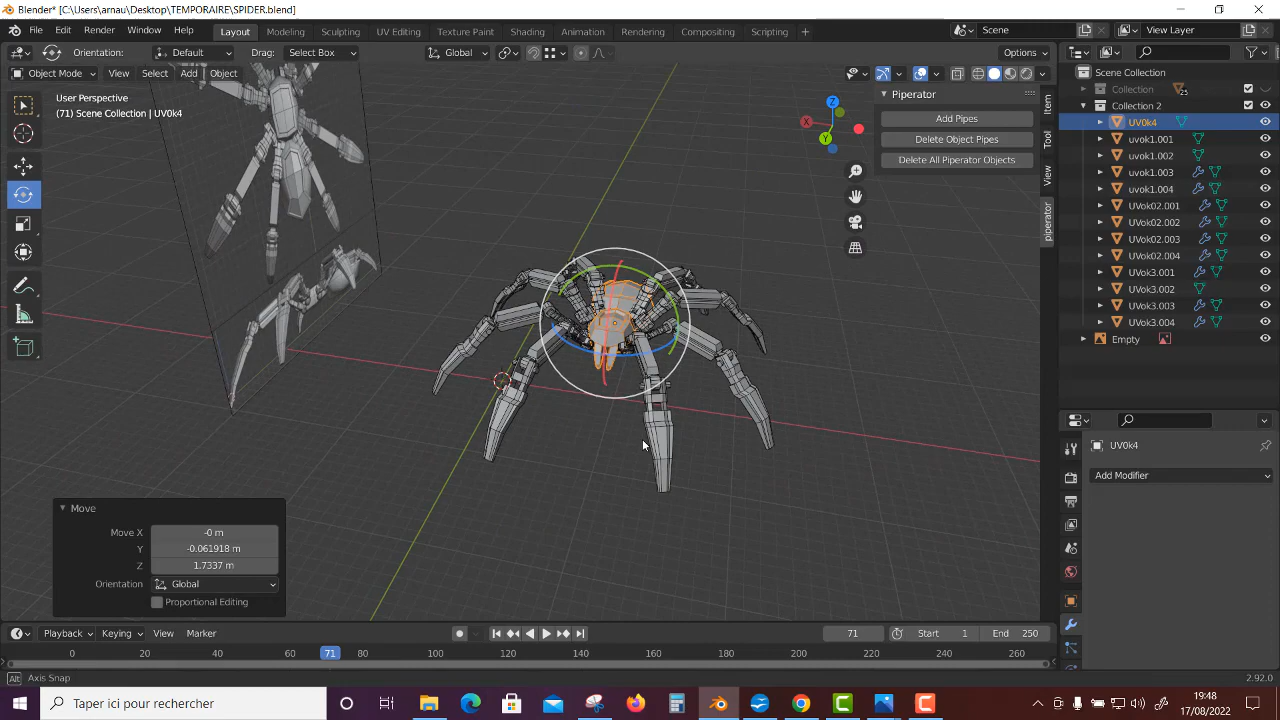 Blender* [C:\Users\arnau\Desktop\TEMPORAIRE\SPIDER.blend]
File Edit Render Window Help Layout Modeling Sculpting UV Editing Texture Paint Shading Animation Rendering Compositing Scripting + Scene View Layer
Orientation: Default Drag: Select Box Global Options
Object Mode View Select Add Object
User Perspective
(71) Scene Collection | UV0k4
Piperator
Add Pipes
Delete Object Pipes
Delete All Piperator Objects
Item
Tool
View
piperator
X
Y
Z
Scene Collection
Collection 25
Collection 2
UV0k4
uvok1.001
uvok1.002
uvok1.003
uvok1.004
UVok02.001
UVok02.002
UVok02.003
UVok02.004
UVok3.001
UVok3.002
UVok3.003
UVok3.004
Empty
UV0k4
Add Modifier
Move
Move X -0 m
Y -0.061918 m
Z 1.7337 m
Orientation Global
Proportional Editing
Playback Keying View Marker 71 Start 1 End 250
0 20 40 60 71 80 100 120 140 160 180 200 220 240 260
Alt Axis Snap 2.92.0
Taper ici pour rechercher
19:48
17/08/2022